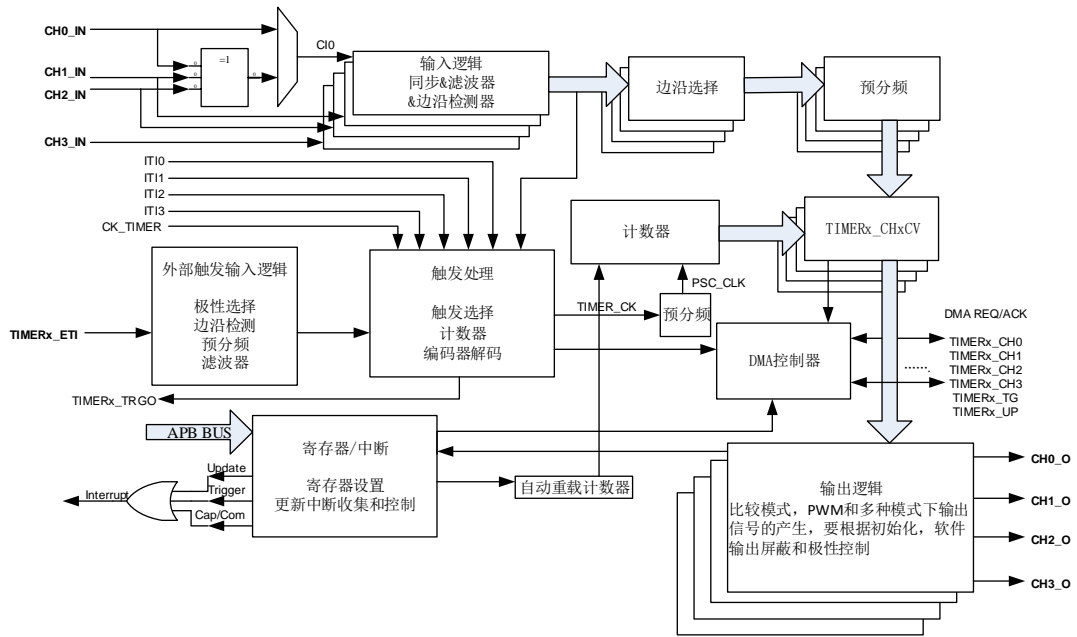 CH0_IN
CH1_IN
CH2_IN
CH3_IN
=1
CI0
输入逻辑
同步&滤波器
&边沿检测器
边沿选择
预分频
ITI0
ITI1
ITI2
ITI3
CK_TIMER
计数器
TIMERx_CHxCV
外部触发输入逻辑
极性选择
边沿检测
预分频
滤波器
TIMERx_ETI
触发处理
触发选择
计数器
编码器解码
TIMER_CK
PSC_CLK
预分频
DMA控制器
DMA REQ/ACK
TIMERx_CH0
TIMERx_CH1
TIMERx_CH2
TIMERx_CH3
TIMERx_TG
TIMERx_UP
……
TIMERx_TRGO
APB BUS
寄存器/中断
寄存器设置
更新中断收集和控制
Update
Trigger
Cap/Com
Interrupt
自动重载计数器
输出逻辑
比较模式，PWM和多种模式下输出
信号的产生，要根据初始化，软件
输出屏蔽和极性控制
CH0_O
CH1_O
CH2_O
CH3_O